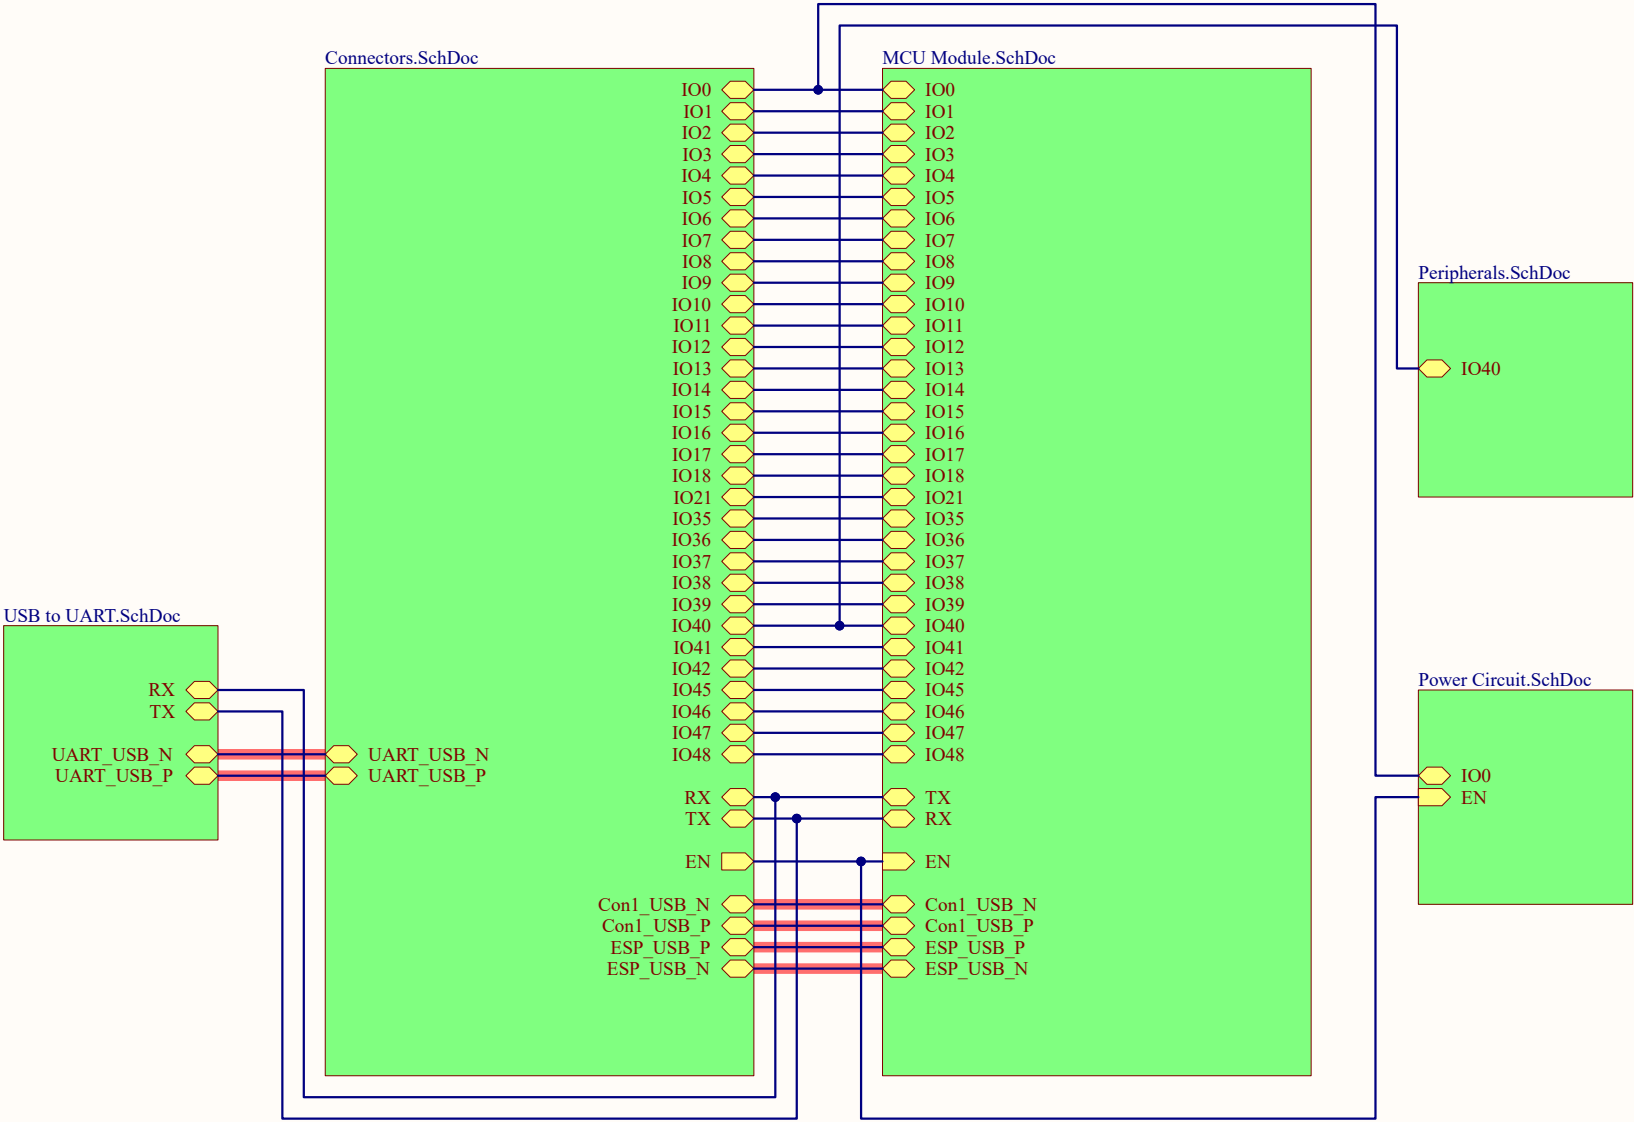 Connectors.SchDoc
IO0
IO1
IO2
IO3
IO4
IO5
IO6
IO7
IO8
IO9
IO10
IO11
IO12
IO13
IO14
IO15
IO16
IO17
IO18
IO21
IO35
IO36
IO37
IO38
IO39
IO40
IO41
IO42
IO45
IO46
IO47
IO48
RX
TX
EN
Con1_USB_N
Con1_USB_P
ESP_USB_P
ESP_USB_N
UART_USB_N
UART_USB_P
MCU Module.SchDoc
IO0
IO1
IO2
IO3
IO4
IO5
IO6
IO7
IO8
IO9
IO10
IO11
IO12
IO13
IO14
IO15
IO16
IO17
IO18
IO21
IO35
IO36
IO37
IO38
IO39
IO40
IO41
IO42
IO45
IO46
IO47
IO48
TX
RX
EN
Con1_USB_N
Con1_USB_P
ESP_USB_P
ESP_USB_N
Peripherals.SchDoc
IO40
USB to UART.SchDoc
RX
TX
UART_USB_N
UART_USB_P
Power Circuit.SchDoc
IO0
EN